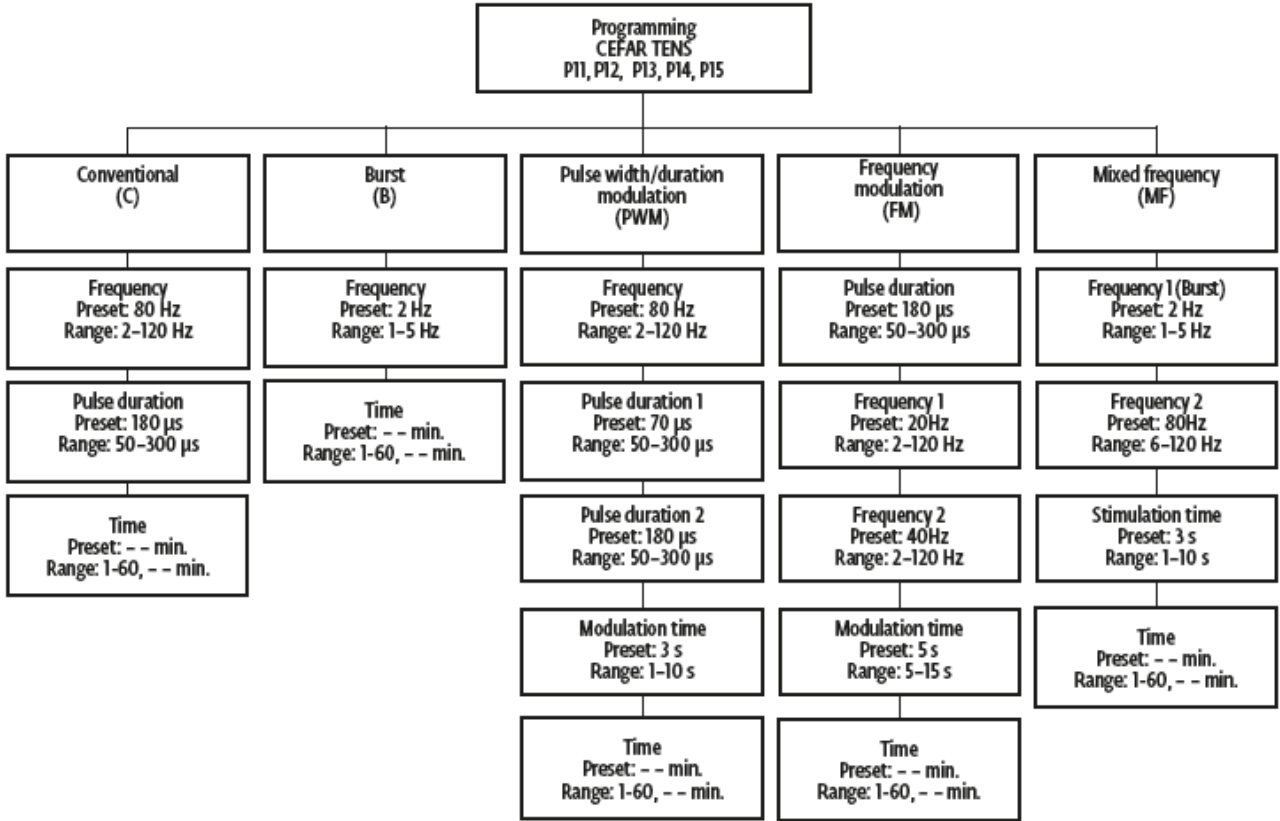 Programming
CEFAR TENS
P11, P12, P13, P14, P15
Conventional
(C)
Frequency
Preset: 80 Hz
Range: 2–120 Hz
Pulse duration
Preset: 180 µs
Range: 50–300 µs
Time
Preset: – – min.
Range: 1-60, – – min.
Burst
(B)
Frequency
Preset: 2 Hz
Range: 1–5 Hz
Time
Preset: – – min.
Range: 1-60, – – min.
Pulse width/duration
modulation
(PWM)
Frequency
Preset: 80 Hz
Range: 2–120 Hz
Pulse duration 1
Preset: 70 µs
Range: 50–300 µs
Pulse duration 2
Preset: 180 µs
Range: 50–300 µs
Modulation time
Preset: 3 s
Range: 1–10 s
Time
Preset: – – min.
Range: 1-60, – – min.
Frequency
modulation
(FM)
Pulse duration
Preset: 180 µs
Range: 50–300 µs
Frequency 1
Preset: 20Hz
Range: 2–120 Hz
Frequency 2
Preset: 40Hz
Range: 2–120 Hz
Modulation time
Preset: 5 s
Range: 5–15 s
Time
Preset: – – min.
Range: 1-60, – – min.
Mixed frequency
(MF)
Frequency 1 (Burst)
Preset: 2 Hz
Range: 1–5 Hz
Frequency 2
Preset: 80Hz
Range: 6–120 Hz
Stimulation time
Preset: 3 s
Range: 1–10 s
Time
Preset: – – min.
Range: 1-60, – – min.